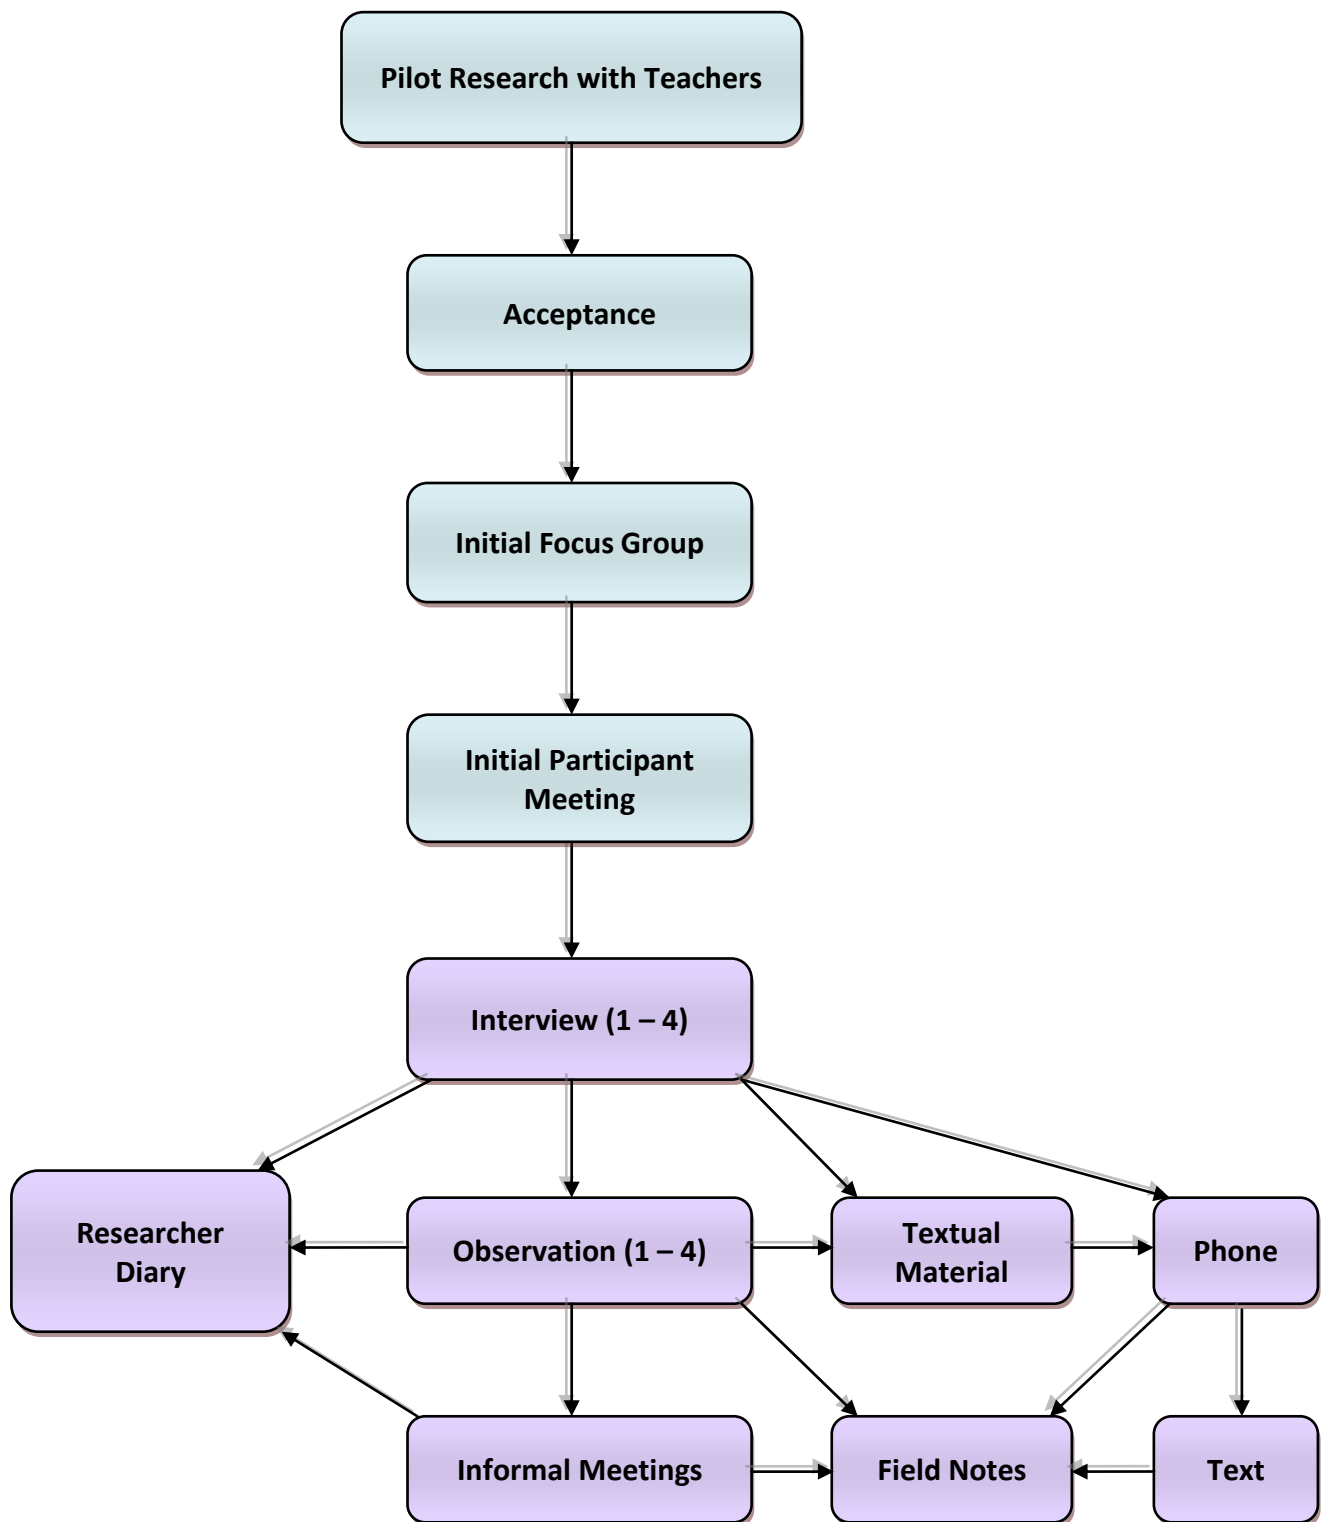 Pilot Research with Teachers
Acceptance
Initial Focus Group
Initial Participant
Meeting
Interview (1 – 4)
Researcher
Diary
Observation (1 – 4)
Textual
Material
Phone
Informal Meetings
Field Notes
Text